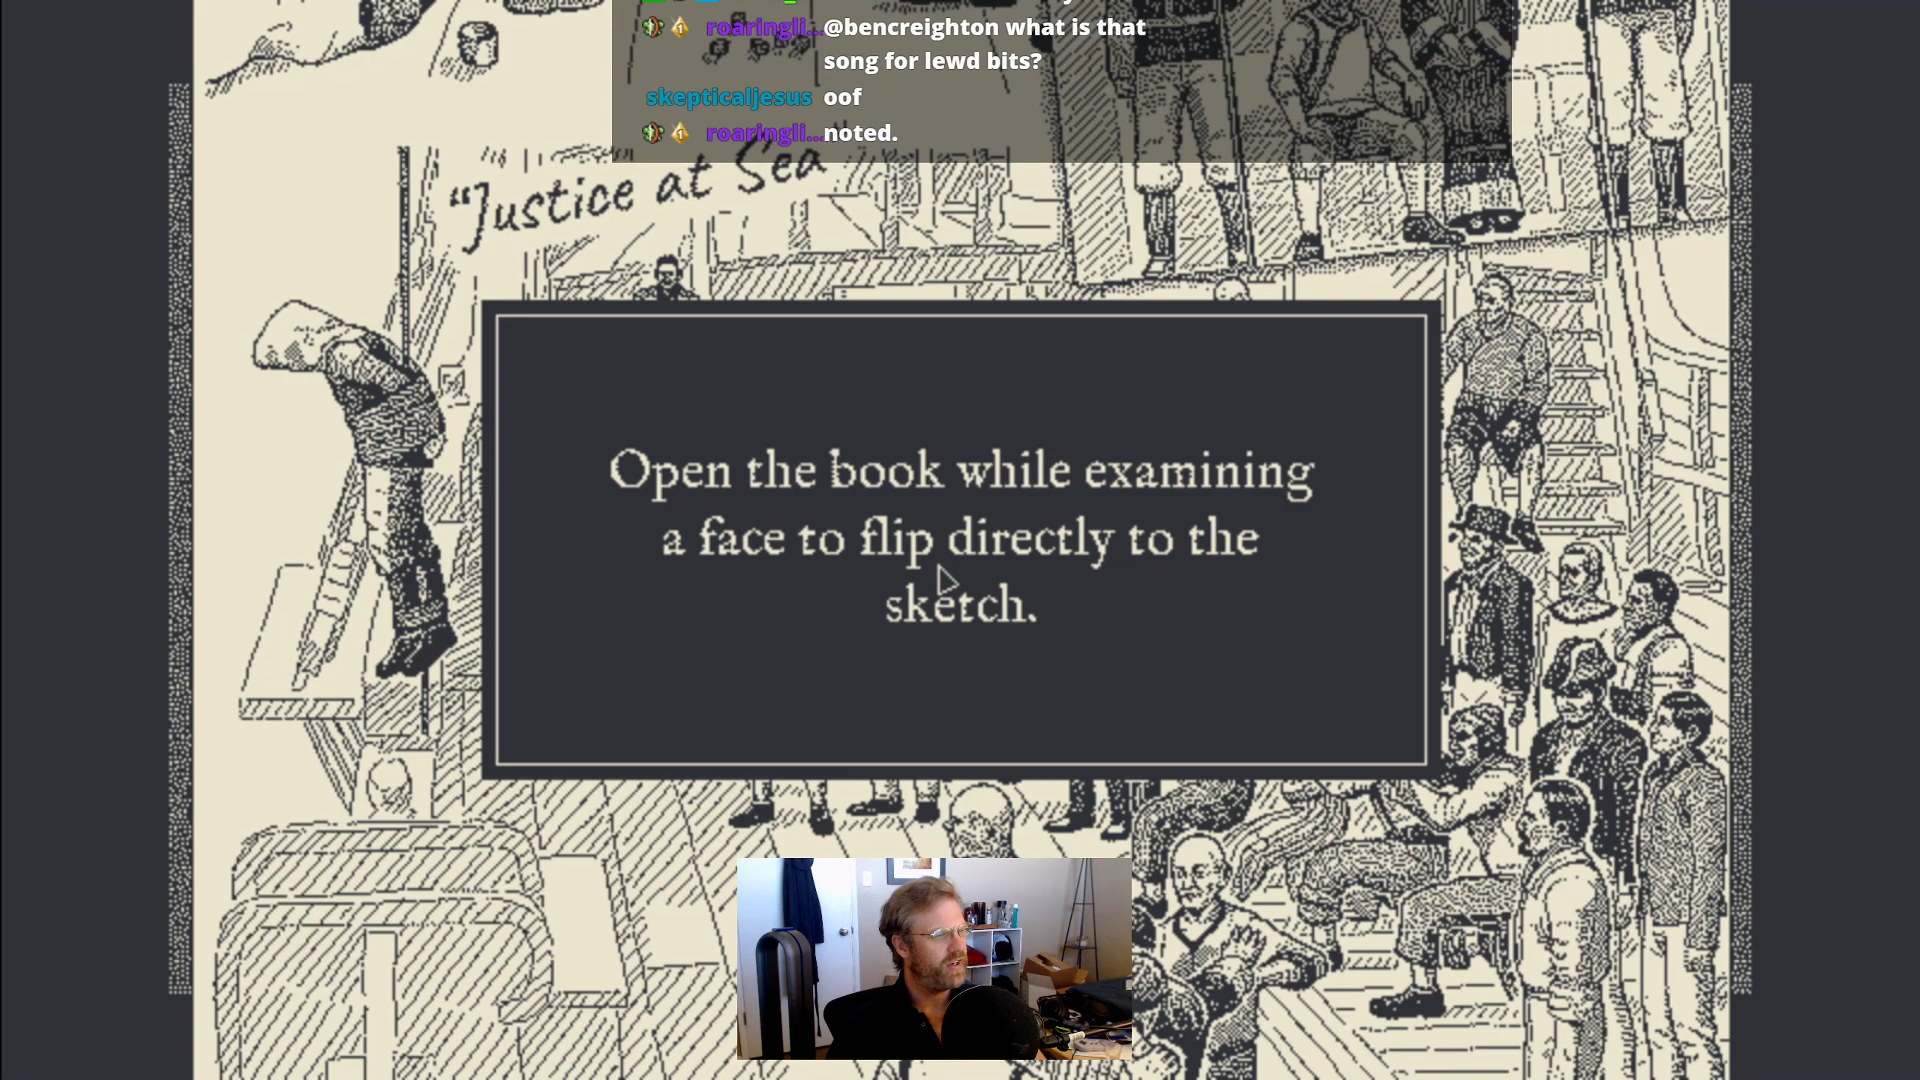 roaringli... @bencreighton what is that
song for lewd bits?
skepticaljesus oof
roaringli... noted.
"Justice at Sea"
Open the book while examining
a face to flip directly to the
sketch.